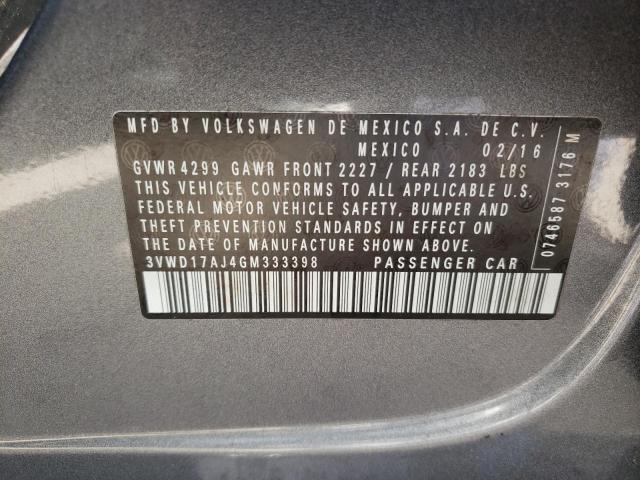 MFD BY VOLKSWAGEN DE MEXICO S.A. DE C.V.
MEXICO 02/16
GVWR 4299 GAWR FRONT 2227 / REAR 2183 LBS
THIS VEHICLE CONFORMS TO ALL APPLICABLE U.S.
FEDERAL MOTOR VEHICLE SAFETY, BUMPER AND
THEFT PREVENTION STANDARDS IN EFFECT ON
THE DATE OF MANUFACTURE SHOWN ABOVE.
3VWD17AJ4GM333398 PASSENGER CAR
0746587 3176 M